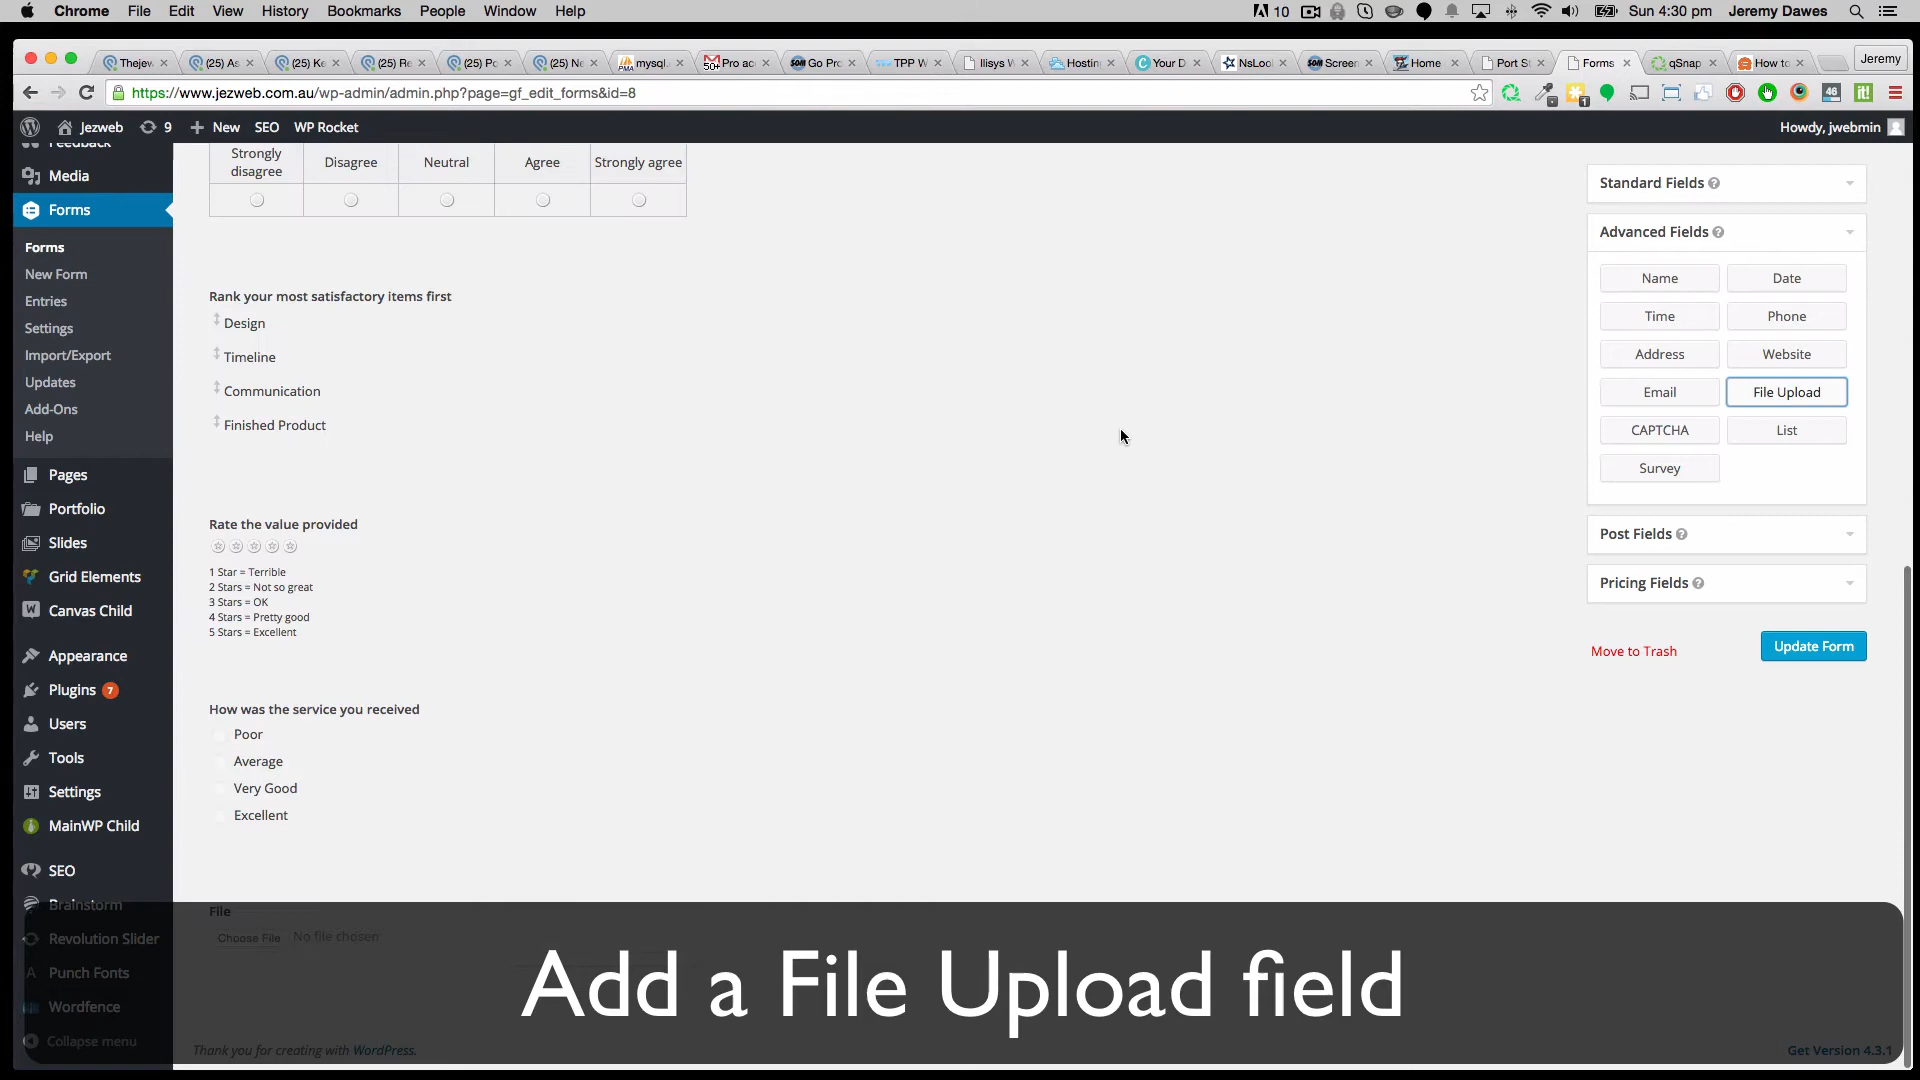 Chrome File Edit View History Bookmarks People Window Help
10 Sun 4:30 pm Jeremy Dawes
Thejew (25) As (25) Ke (25) Re (25) Po (25) Ne mysql. Pro ac Go Pro TPP W Ilisys W Hosting Your D NsLoo Screen Home Port S Forms qSnap How to Jeremy
https://www.jezweb.com.au/wp-admin/admin.php?page=gf_edit_forms&id=8
Jezweb 9 New SEO WP Rocket Howdy, jwebmin
Feedback
Media
Forms
Forms
New Form
Entries
Settings
Import/Export
Updates
Add-Ons
Help
Pages
Portfolio
Slides
Grid Elements
Canvas Child
Appearance
Plugins 7
Users
Tools
Settings
MainWP Child
SEO
Brainstorm
Revolution Slider
Punch Fonts
Wordfence
Collapse menu
Strongly disagree Disagree Neutral Agree Strongly agree
Rank your most satisfactory items first
Design
Timeline
Communication
Finished Product
Rate the value provided
1 Star = Terrible
2 Stars = Not so great
3 Stars = OK
4 Stars = Pretty good
5 Stars = Excellent
How was the service you received
Poor
Average
Very Good
Excellent
File
Choose File No file chosen
Standard Fields
Advanced Fields
Name Date
Time Phone
Address Website
Email File Upload
CAPTCHA List
Survey
Post Fields
Pricing Fields
Move to Trash Update Form
Add a File Upload field
Thank you for creating with WordPress. Get Version 4.3.1